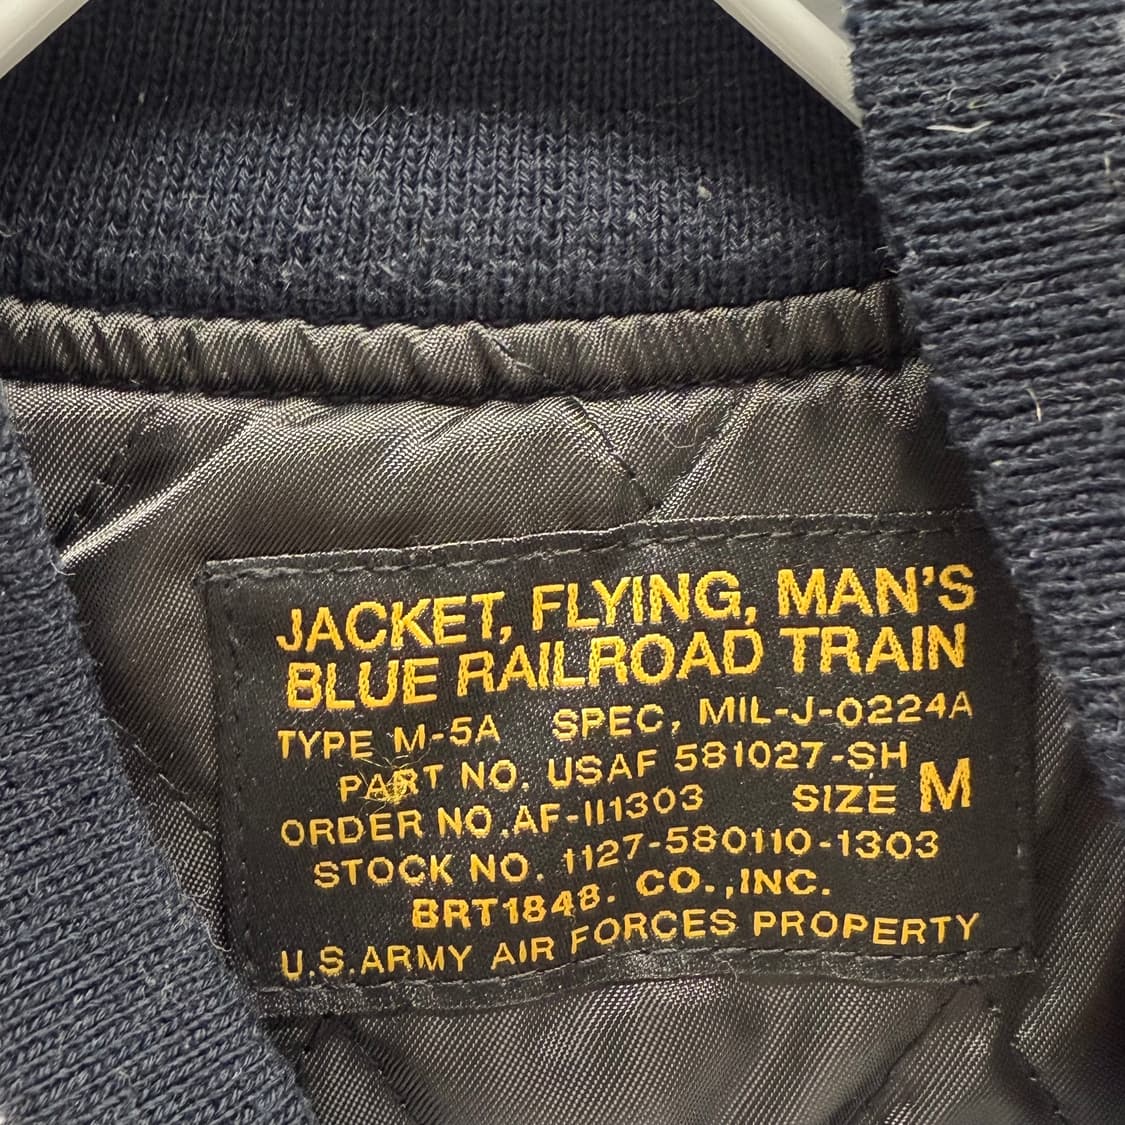 JACKET, FLYING, MAN'S
BLUE RAILROAD TRAIN
TYPE M-5A SPEC, MIL-J-0224A
PART NO. USAF 581027-SH
ORDER NO.,AF-III1303 SIZE M
STOCK NO. 1127-580110-1303
BRT1848. CO.,INC.
U.S.ARMY AIR FORCES PROPERTY